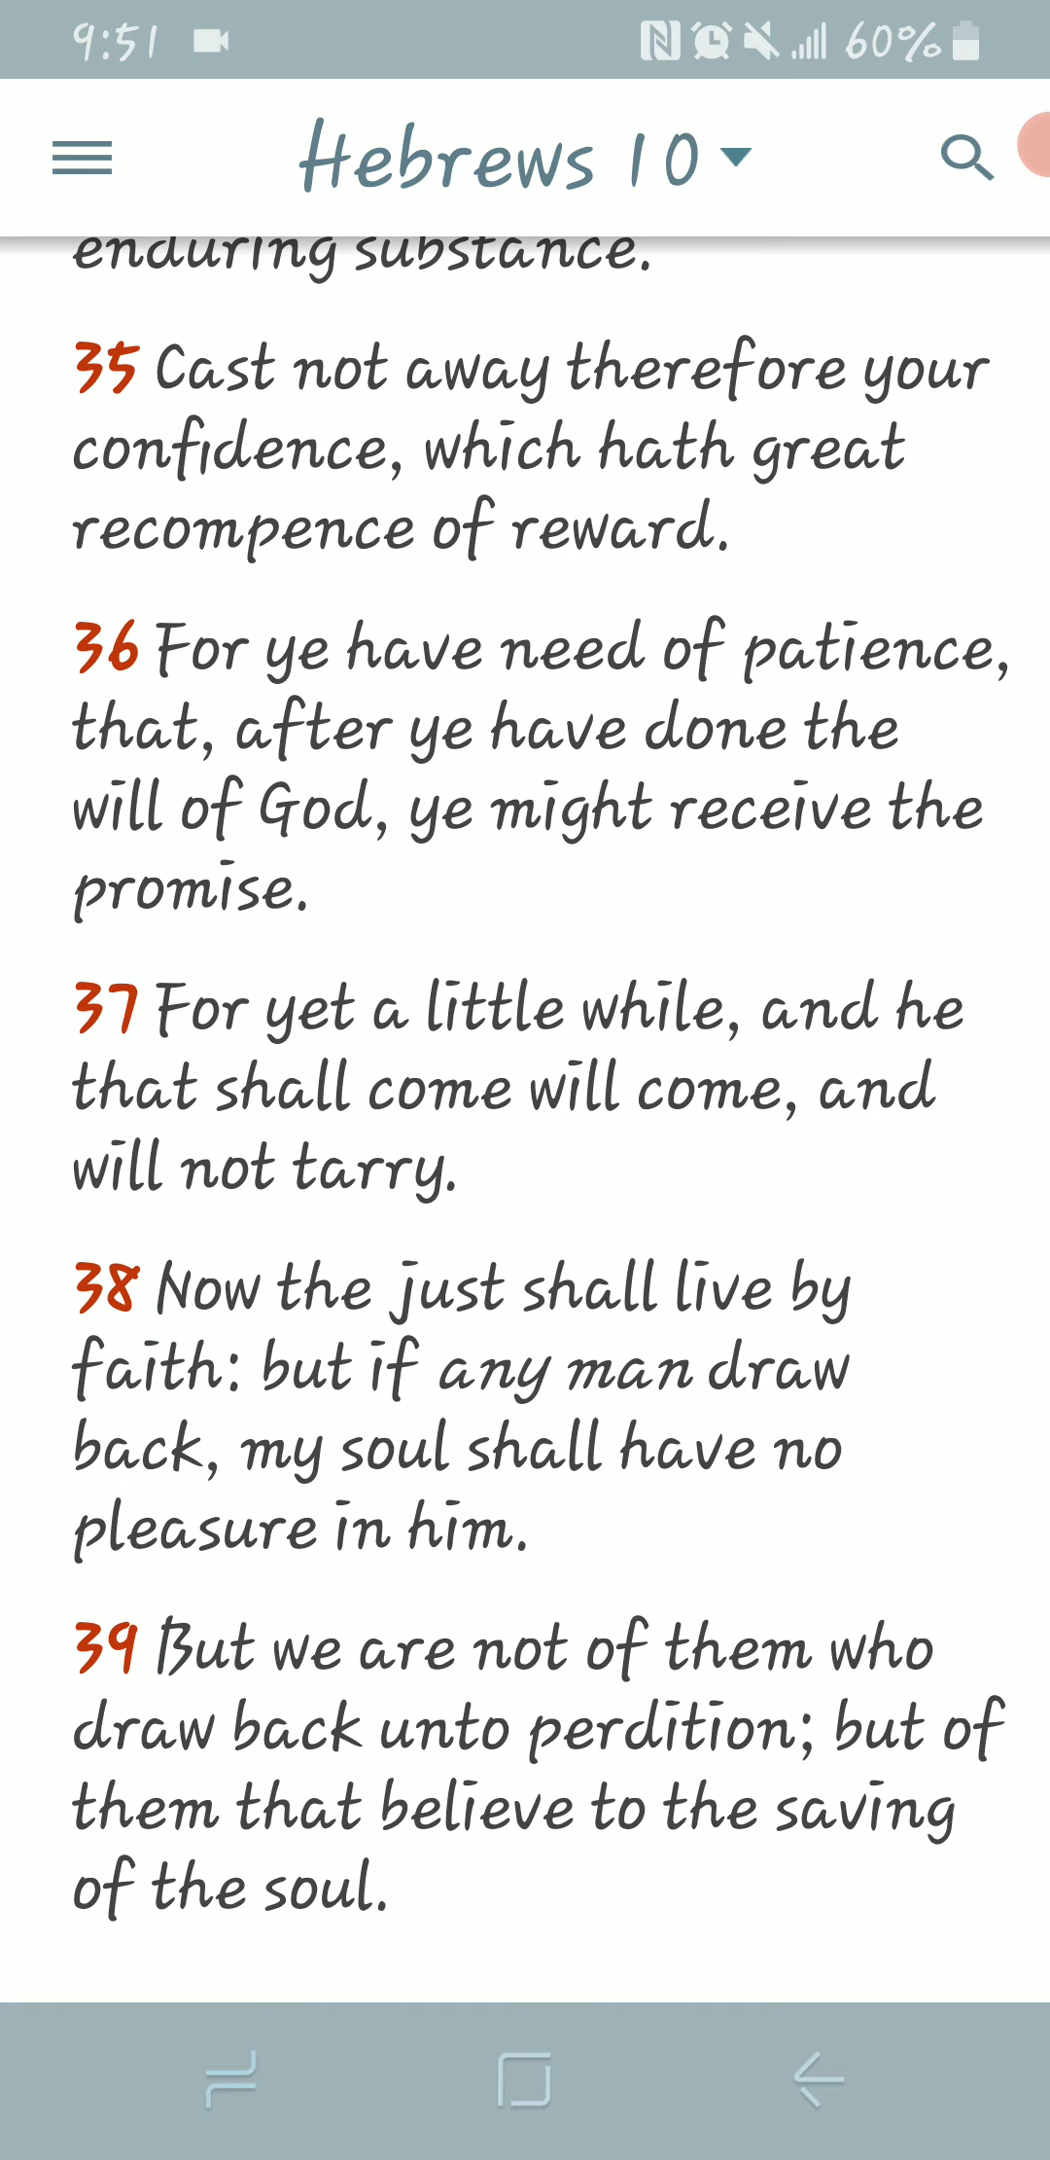 9:51 60%
Hebrews 10
enduring substance.
35 Cast not away therefore your
confidence, which hath great
recompence of reward.
36 For ye have need of patience,
that, after ye have done the
will of God, ye might receive the
promise.
37 For yet a little while, and he
that shall come will come, and
will not tarry.
38 Now the just shall live by
faith: but if any man draw
back, my soul shall have no
pleasure in him.
39 But we are not of them who
draw back unto perdition; but of
them that believe to the saving
of the soul.